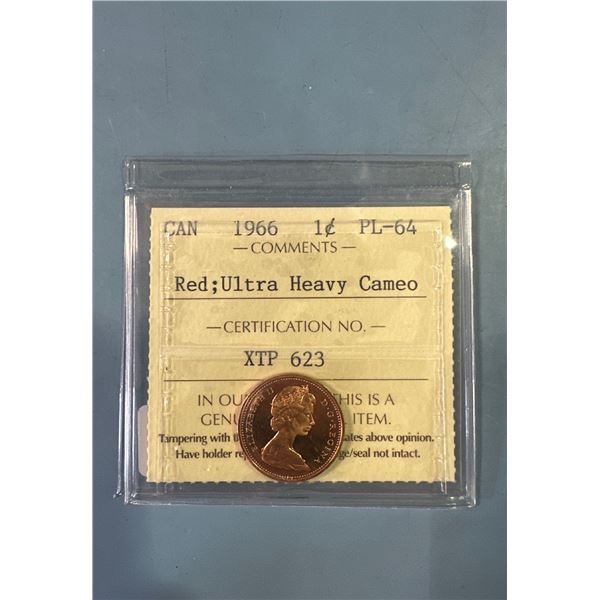 CAN 1966 1¢ PL-64
— COMMENTS —
Red;Ultra Heavy Cameo
— CERTIFICATION NO. —
XTP 623
IN OU THIS IS A
GENU ITEM.
Tampering with t ates above opinion.
Have holder re ge/seal not intact.
ELIZABETH II D·G·REGINA